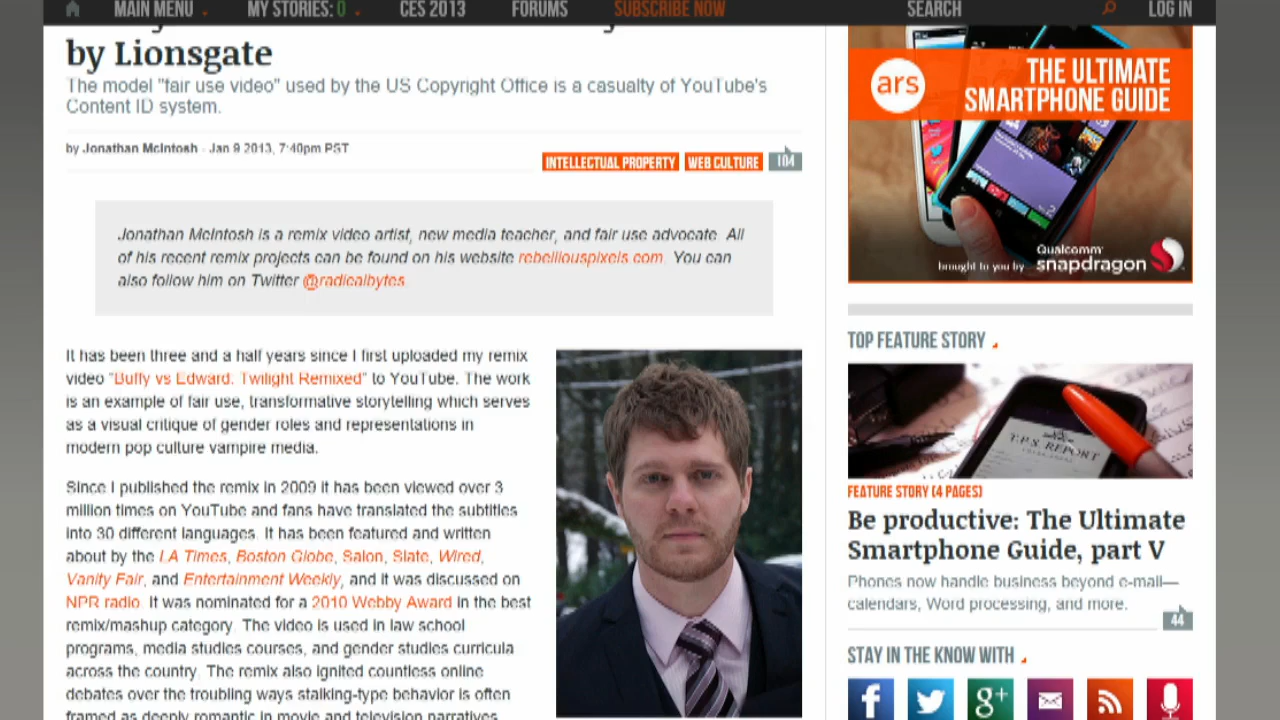 MAIN MENU
MY STORIES: 0
CES 2013
FORUMS
SUBSCRIBE NOW
SEARCH
LOG IN
by Lionsgate
The model "fair use video" used by the US Copyright Office is a casualty of YouTube's
Content ID system.
by Jonathan McIntosh - Jan 9 2013, 7:40pm PST
INTELLECTUAL PROPERTY
WEB CULTURE
104
Jonathan McIntosh is a remix video artist, new media teacher, and fair use advocate. All
of his recent remix projects can be found on his website rebelliouspixels.com. You can
also follow him on Twitter @radicalbytes.
It has been three and a half years since I first uploaded my remix
video "Buffy vs Edward: Twilight Remixed" to YouTube. The work
is an example of fair use, transformative storytelling which serves
as a visual critique of gender roles and representations in
modern pop culture vampire media.
Since I published the remix in 2009 it has been viewed over 3
million times on YouTube and fans have translated the subtitles
into 30 different languages. It has been featured and written
about by the LA Times, Boston Globe, Salon, Slate, Wired,
Vanity Fair, and Entertainment Weekly, and it was discussed on
NPR radio. It was nominated for a 2010 Webby Award in the best
remix/mashup category. The video is used in law school
programs, media studies courses, and gender studies curricula
across the country. The remix also ignited countless online
debates over the troubling ways stalking-type behavior is often
framed as deeply romantic in movie and television narratives.
ars
THE ULTIMATE
SMARTPHONE GUIDE
brought to you by
Qualcomm
snapdragon
TOP FEATURE STORY
T.P.S. REPORT
FEATURE STORY (4 PAGES)
Be productive: The Ultimate
Smartphone Guide, part V
Phones now handle business beyond e-mail—
calendars, Word processing, and more.
44
STAY IN THE KNOW WITH
f
g+